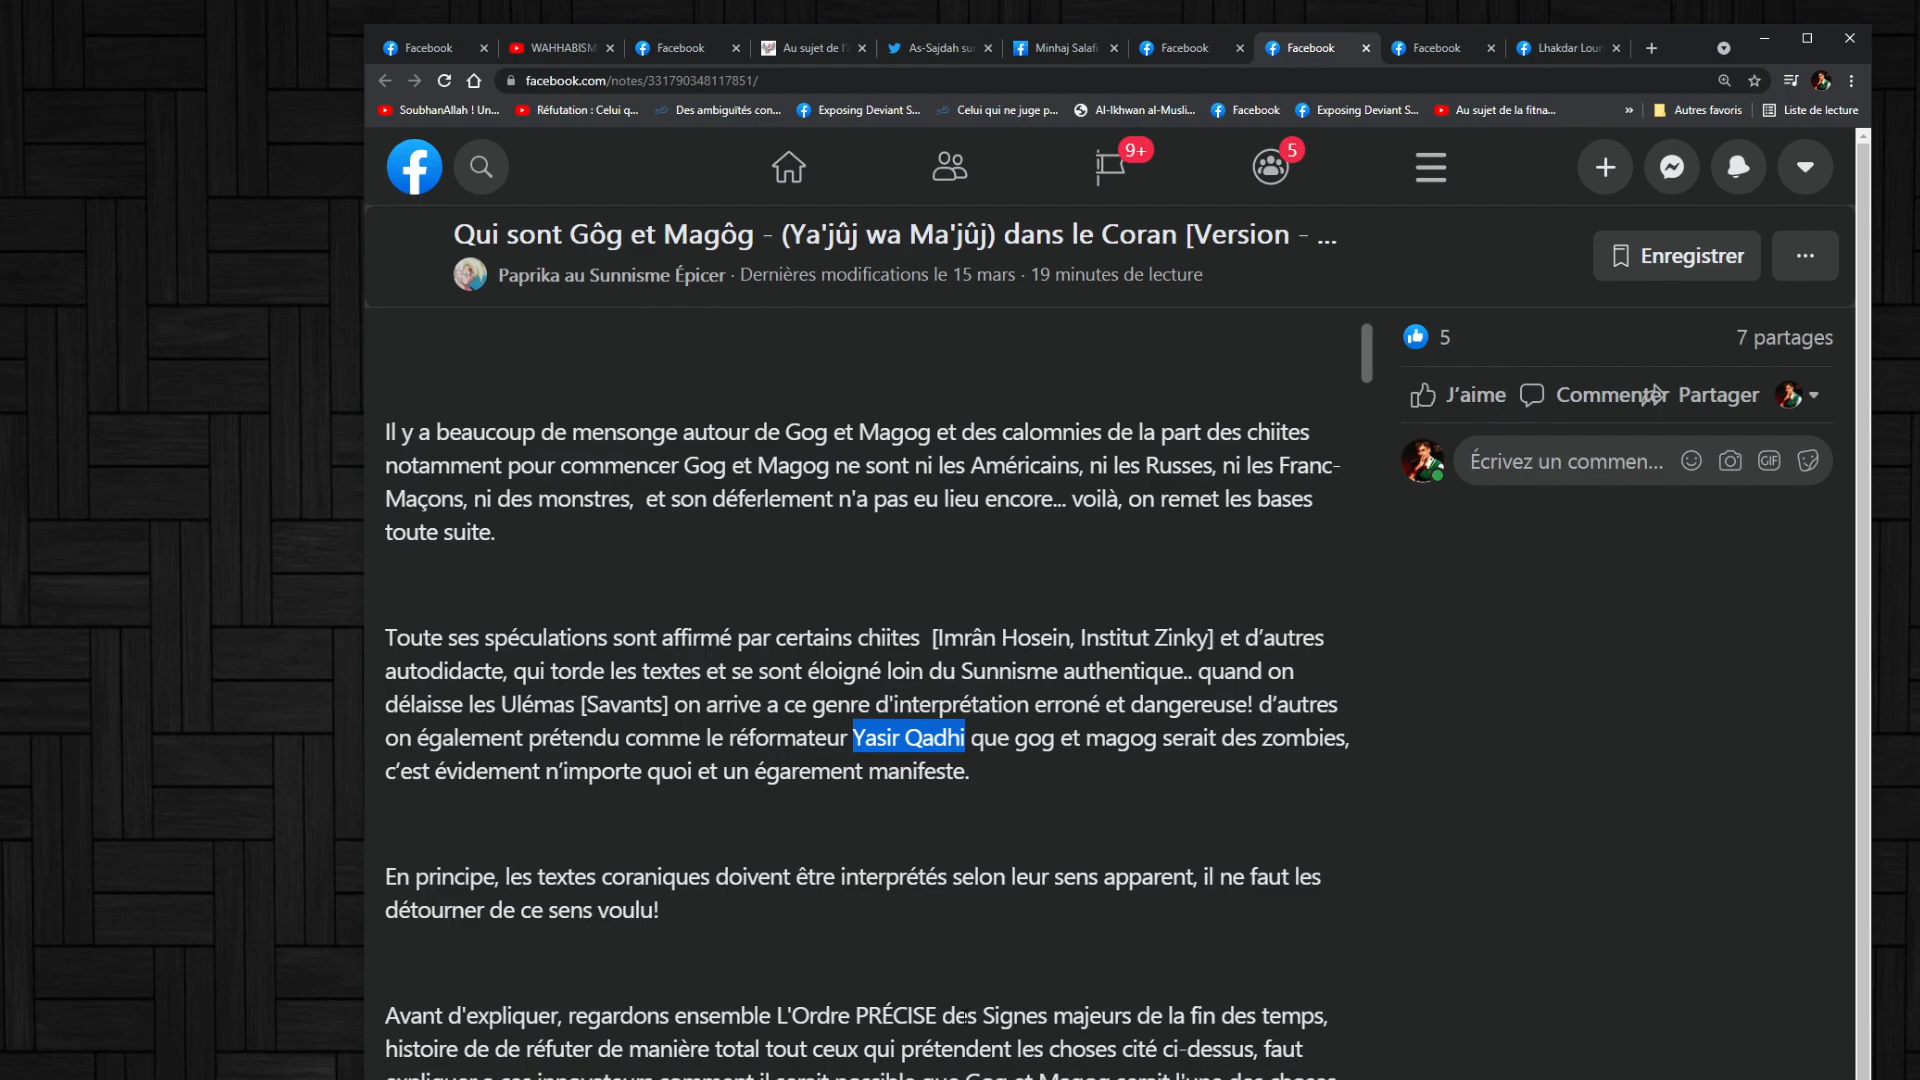 Facebook
WAHHABISM
Facebook
Au sujet de l'
As-Sajdah su
Minhaj Salafi
Facebook
Facebook
Facebook
Lhakdar Lour
facebook.com/notes/331790348117851/
SoubhanAllah ! Un...
Réfutation : Celui q...
Des ambiguïtés con...
Exposing Deviant S...
Celui qui ne juge p...
Al-Ikhwan al-Musli...
Facebook
Exposing Deviant S...
Au sujet de la fitna...
»
Autres favoris
Liste de lecture
9+
5
Qui sont Gôg et Magôg - (Ya'jûj wa Ma'jûj) dans le Coran [Version - ...
Paprika au Sunnisme Épicer · Dernières modifications le 15 mars · 19 minutes de lecture
Enregistrer
5
7 partages
J'aime
Commenter
Partager
Écrivez un commen...
GIF
Il y a beaucoup de mensonge autour de Gog et Magog et des calomnies de la part des chiites
notamment pour commencer Gog et Magog ne sont ni les Américains, ni les Russes, ni les Franc-
Maçons, ni des monstres,  et son déferlement n'a pas eu lieu encore... voilà, on remet les bases
toute suite.
Toute ses spéculations sont affirmé par certains chiites  [Imrân Hosein, Institut Zinky] et d'autres
autodidacte, qui torde les textes et se sont éloigné loin du Sunnisme authentique.. quand on
délaisse les Ulémas [Savants] on arrive a ce genre d'interprétation erroné et dangereuse! d'autres
on également prétendu comme le réformateur Yasir Qadhi que gog et magog serait des zombies,
c'est évidement n'importe quoi et un égarement manifeste.
En principe, les textes coraniques doivent être interprétés selon leur sens apparent, il ne faut les
détourner de ce sens voulu!
Avant d'expliquer, regardons ensemble L'Ordre PRÉCISE des Signes majeurs de la fin des temps,
histoire de de réfuter de manière total tout ceux qui prétendent les choses cité ci-dessus, faut